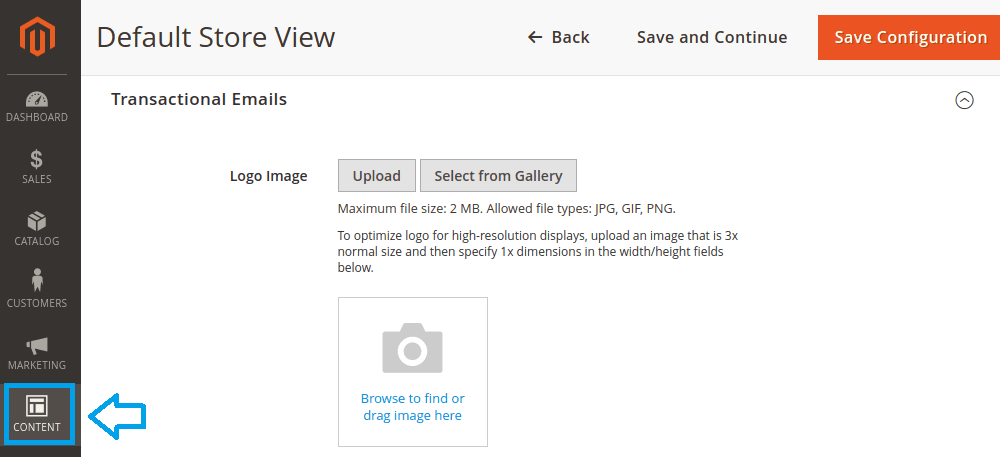 Default Store View
Back
Save and Continue
Save Configuration
DASHBOARD
SALES
CATALOG
CUSTOMERS
MARKETING
CONTENT
Transactional Emails
Logo Image
Upload
Select from Gallery
Maximum file size: 2 MB. Allowed file types: JPG, GIF, PNG.
To optimize logo for high-resolution displays, upload an image that is 3x
normal size and then specify 1x dimensions in the width/height fields
below.
Browse to find or
drag image here